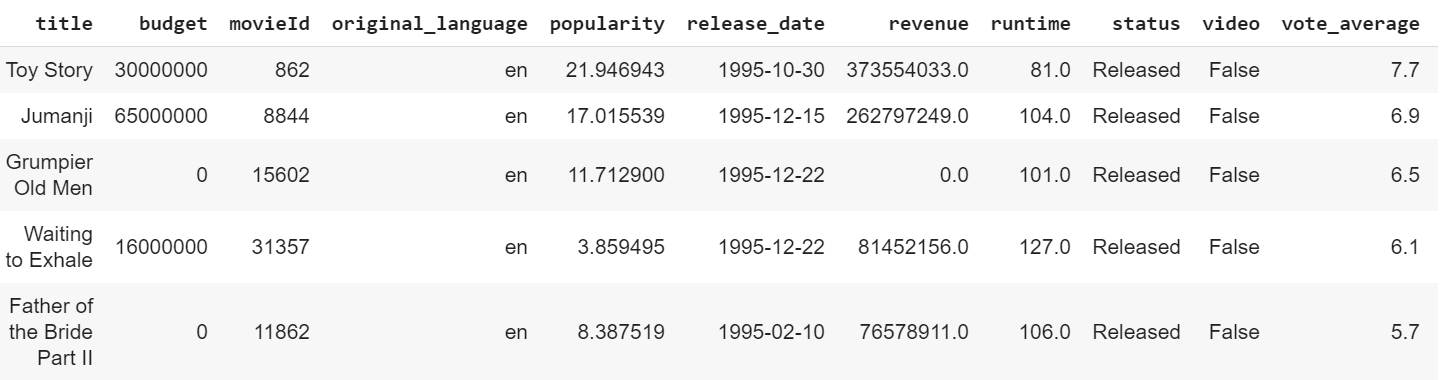 title budget movieId original_language popularity release_date revenue runtime status video vote_average
Toy Story 30000000 862 en 21.946943 1995-10-30 373554033.0 81.0 Released False 7.7
Jumanji 65000000 8844 en 17.015539 1995-12-15 262797249.0 104.0 Released False 6.9
Grumpier
Old Men 0 15602 en 11.712900 1995-12-22 0.0 101.0 Released False 6.5
Waiting
to Exhale 16000000 31357 en 3.859495 1995-12-22 81452156.0 127.0 Released False 6.1
Father of
the Bride 0 11862 en 8.387519 1995-02-10 76578911.0 106.0 Released False 5.7
Part II